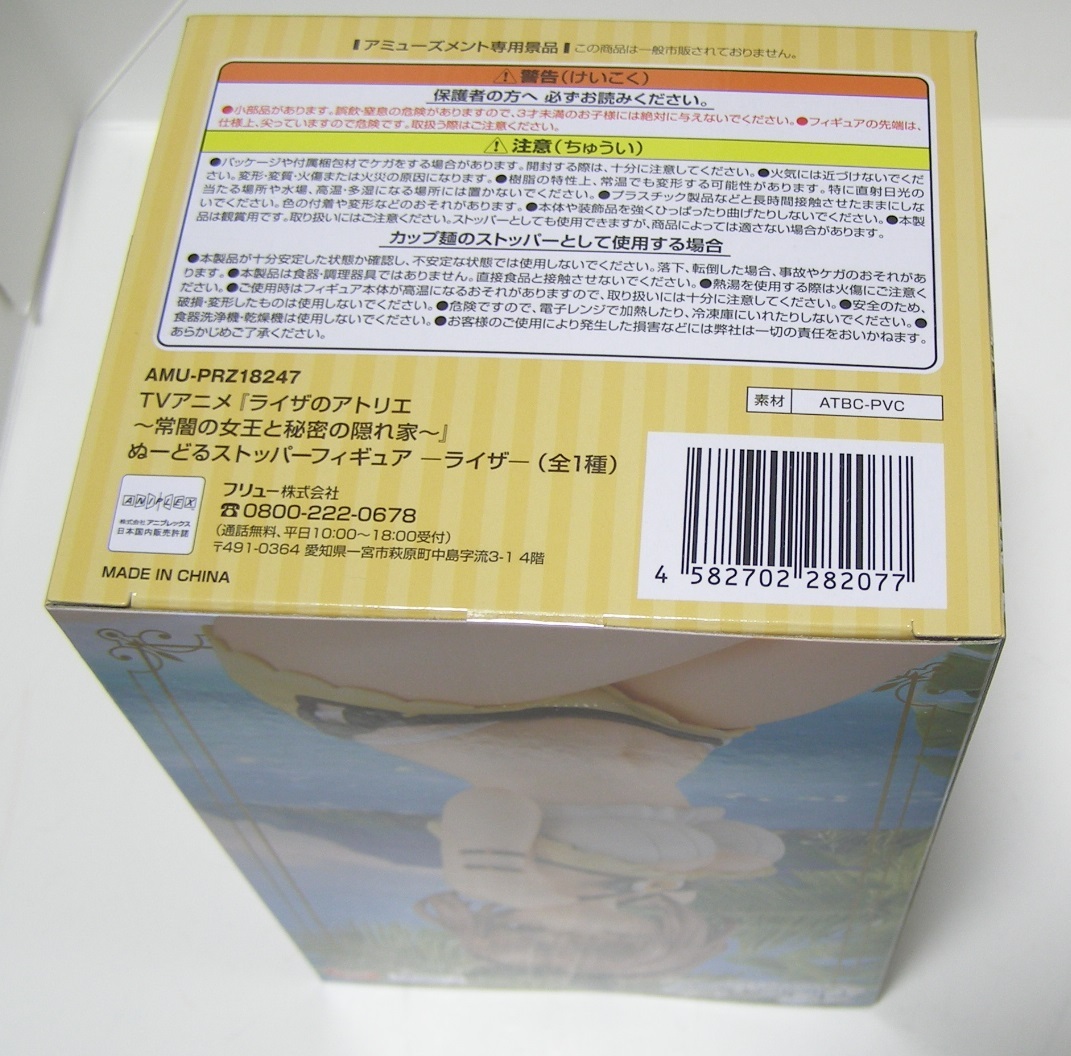 アミューズメント専用景品 この商品は一般市販されておりません。
⚠警告(けいこく)
保護者の方へ 必ずお読みください。
●小部品があります。誤飲・窒息の危険がありますので、3才未満のお子様には絶対に与えないでください。●フィギュアの先端は、
仕様上、尖っていますので危険です。取扱う際はご注意ください。
⚠注意(ちゅうい)
●パッケージや付属梱包材でケガをする場合があります。開封する際は、十分に注意してください。●火気には近づけないでくだ
さい。変形・変質・火傷または火災の原因になります。●樹脂の特性上、常温でも変形する可能性があります。特に直射日光の
当たる場所や水場、高温・多湿になる場所には置かないでください。●プラスチック製品などと長時間接触させたままにしな
いでください。色の付着や変形などのおそれがあります。●本体や装飾品を強くひっぱったり曲げたりしないでください。●本製
品は観賞用です。取り扱いにはご注意ください。ストッパーとしても使用できますが、商品によっては適さない場合があります。
カップ麺のストッパーとして使用する場合
●本製品が十分安定した状態か確認し、不安定な状態では使用しないでください。落下、転倒した場合、事故やケガのおそれがあ
ります。●本製品は食器・調理器具ではありません。直接食品と接触させないでください。●熱湯を使用する際は火傷にご注意く
ださい。●ご使用時はフィギュア本体が高温になるおそれがありますので、取り扱いには十分に注意してください。●安全のため、
破損・変形したものは使用しないでください。●危険ですので、電子レンジで加熱したり、冷凍庫にいれたりしないでください。●
食器洗浄機・乾燥機は使用しないでください。●お客様のご使用により発生した損害などには弊社は一切の責任をおいかねます。
あらかじめご了承ください。
AMU-PRZ18247
TVアニメ『ライザのアトリエ
～常闇の女王と秘密の隠れ家～』
ぬーどるストッパーフィギュア ―ライザ― (全1種)
素材 ATBC-PVC
ANIPLEX
株式会社アニプレックス
日本国内販売許諾
フリュー株式会社
☎0800-222-0678
(通話無料、平日10:00～18:00受付)
〒491-0364 愛知県一宮市萩原町中島字流3-1 4階
MADE IN CHINA
4 582702 282077